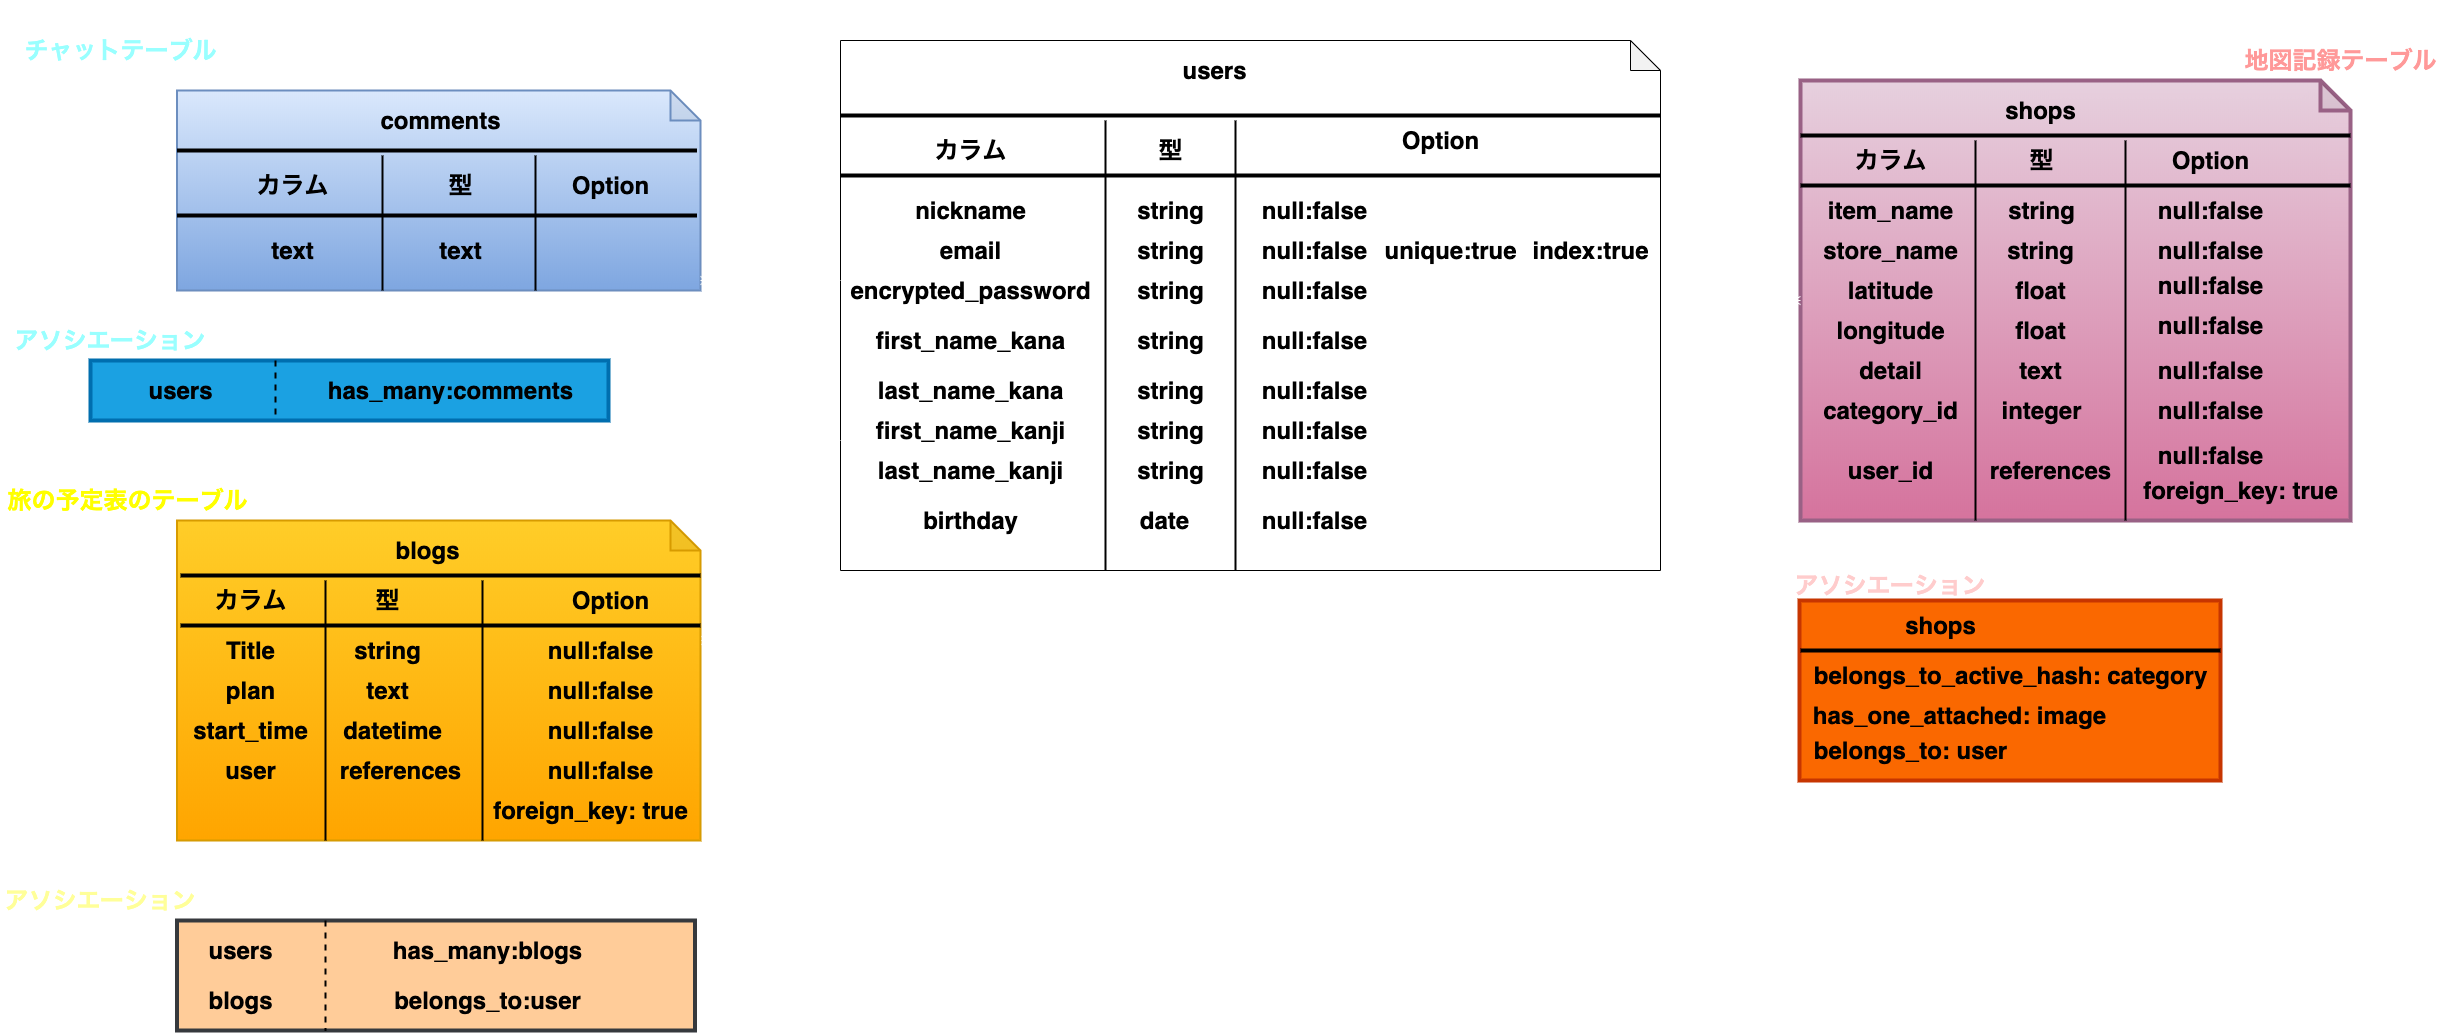 チャットテーブル
comments
カラム 型 Option
text text
アソシエーション
users has_many:comments
旅の予定表のテーブル
blogs
カラム 型 Option
Title string null:false
plan text null:false
start_time datetime null:false
user references null:false
foreign_key: true
アソシエーション
users has_many:blogs
blogs belongs_to:user
users
カラム 型 Option
nickname string null:false
email string null:false unique:true index:true
encrypted_password string null:false
first_name_kana string null:false
last_name_kana string null:false
first_name_kanji string null:false
last_name_kanji string null:false
birthday date null:false
地図記録テーブル
shops
カラム 型 Option
item_name string null:false
store_name string null:false
latitude float null:false
longitude float null:false
detail text null:false
category_id integer null:false
user_id references null:false
foreign_key: true
アソシエーション
shops
belongs_to_active_hash: category
has_one_attached: image
belongs_to: user